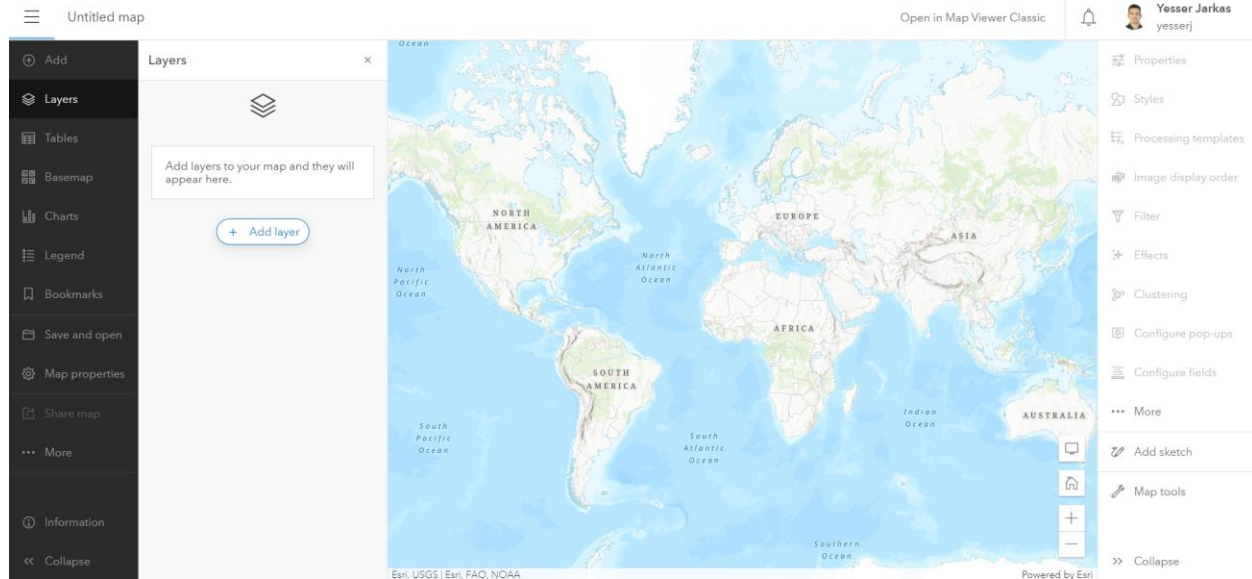 Untitled map
Open in Map Viewer Classic
Yesser Jarkas
yesserj
Add
Layers
Tables
Basemap
Charts
Legend
Bookmarks
Save and open
Map properties
Share map
More
Information
Collapse
Layers
Add layers to your map and they will
appear here.
+ Add layer
Ocean
NORTH
AMERICA
EUROPE
ASIA
North
Atlantic
Ocean
North
Pacific
Ocean
AFRICA
SOUTH
AMERICA
Indian
Ocean
AUSTRALIA
South
Pacific
Ocean
South
Atlantic
Ocean
Southern
Ocean
Esri, USGS | Esri, FAO, NOAA
Powered by Esri
Properties
Styles
Processing templates
Image display order
Filter
Effects
Clustering
Configure pop-ups
Configure fields
More
Add sketch
Map tools
Collapse